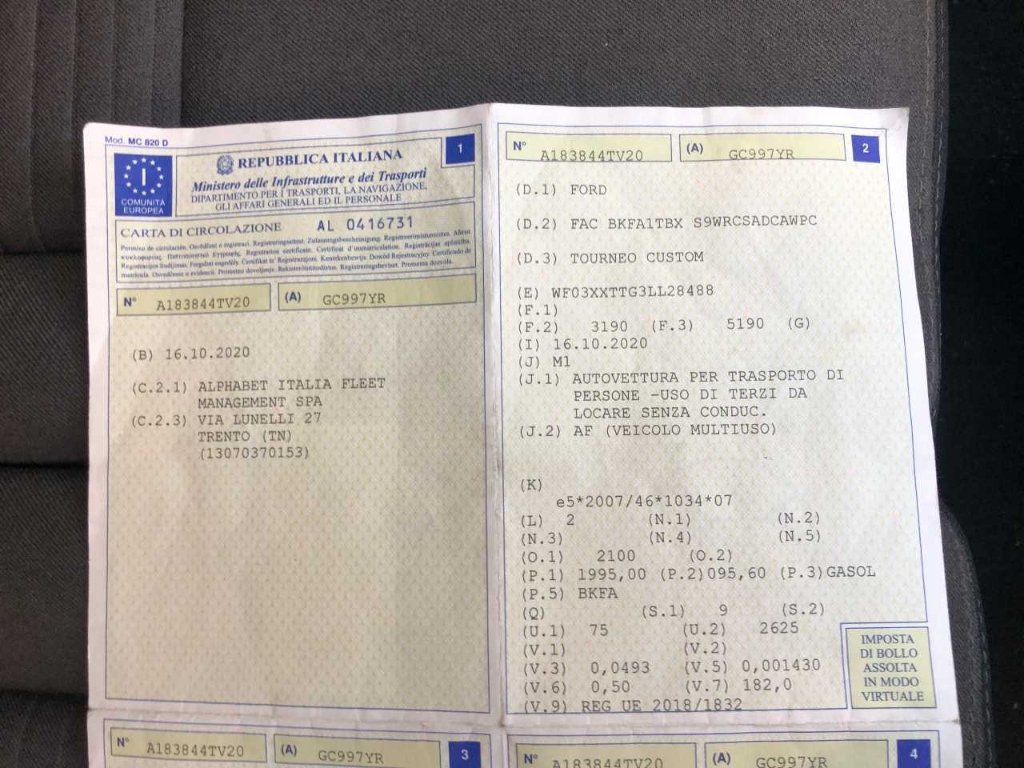 Mod. MC 820 D
1
I
COMUNITÀ
EUROPEA
REPUBBLICA ITALIANA
Ministero delle Infrastrutture e dei Trasporti
DIPARTIMENTO PER I TRASPORTI, LA NAVIGAZIONE,
GLI AFFARI GENERALI ED IL PERSONALE
CARTA DI CIRCOLAZIONE AL 0416731
Permiso de circulación.
N° A183844TV20 (A) GC997YR
(B) 16.10.2020
(C.2.1) ALPHABET ITALIA FLEET
MANAGEMENT SPA
(C.2.3) VIA LUNELLI 27
TRENTO (TN)
(13070370153)
N° A183844TV20 (A) GC997YR 2
(D.1) FORD
(D.2) FAC BKFA1TBX S9WRCSADCAWPC
(D.3) TOURNEO CUSTOM
(E) WF03XXTTG3LL28488
(F.1)
(F.2) 3190 (F.3) 5190 (G)
(I) 16.10.2020
(J) M1
(J.1) AUTOVETTURA PER TRASPORTO DI
PERSONE -USO DI TERZI DA
LOCARE SENZA CONDUC.
(J.2) AF (VEICOLO MULTIUSO)
(K)
e5*2007/46*1034*07
(L) 2 (N.1) (N.2)
(N.3) (N.4) (N.5)
(O.1) 2100 (O.2)
(P.1) 1995,00 (P.2)095,60 (P.3)GASOL
(P.5) BKFA
(Q) (S.1) 9 (S.2)
(U.1) 75 (U.2) 2625
(V.1) (V.2)
(V.3) 0,0493 (V.5) 0,001430
(V.6) 0,50 (V.7) 182,0
(V.9) REG UE 2018/1832
IMPOSTA
DI BOLLO
ASSOLTA
IN MODO
VIRTUALE
N° A183844TV20 (A) GC997YR 3
N° A183844TV20 (A) GC997YR 4